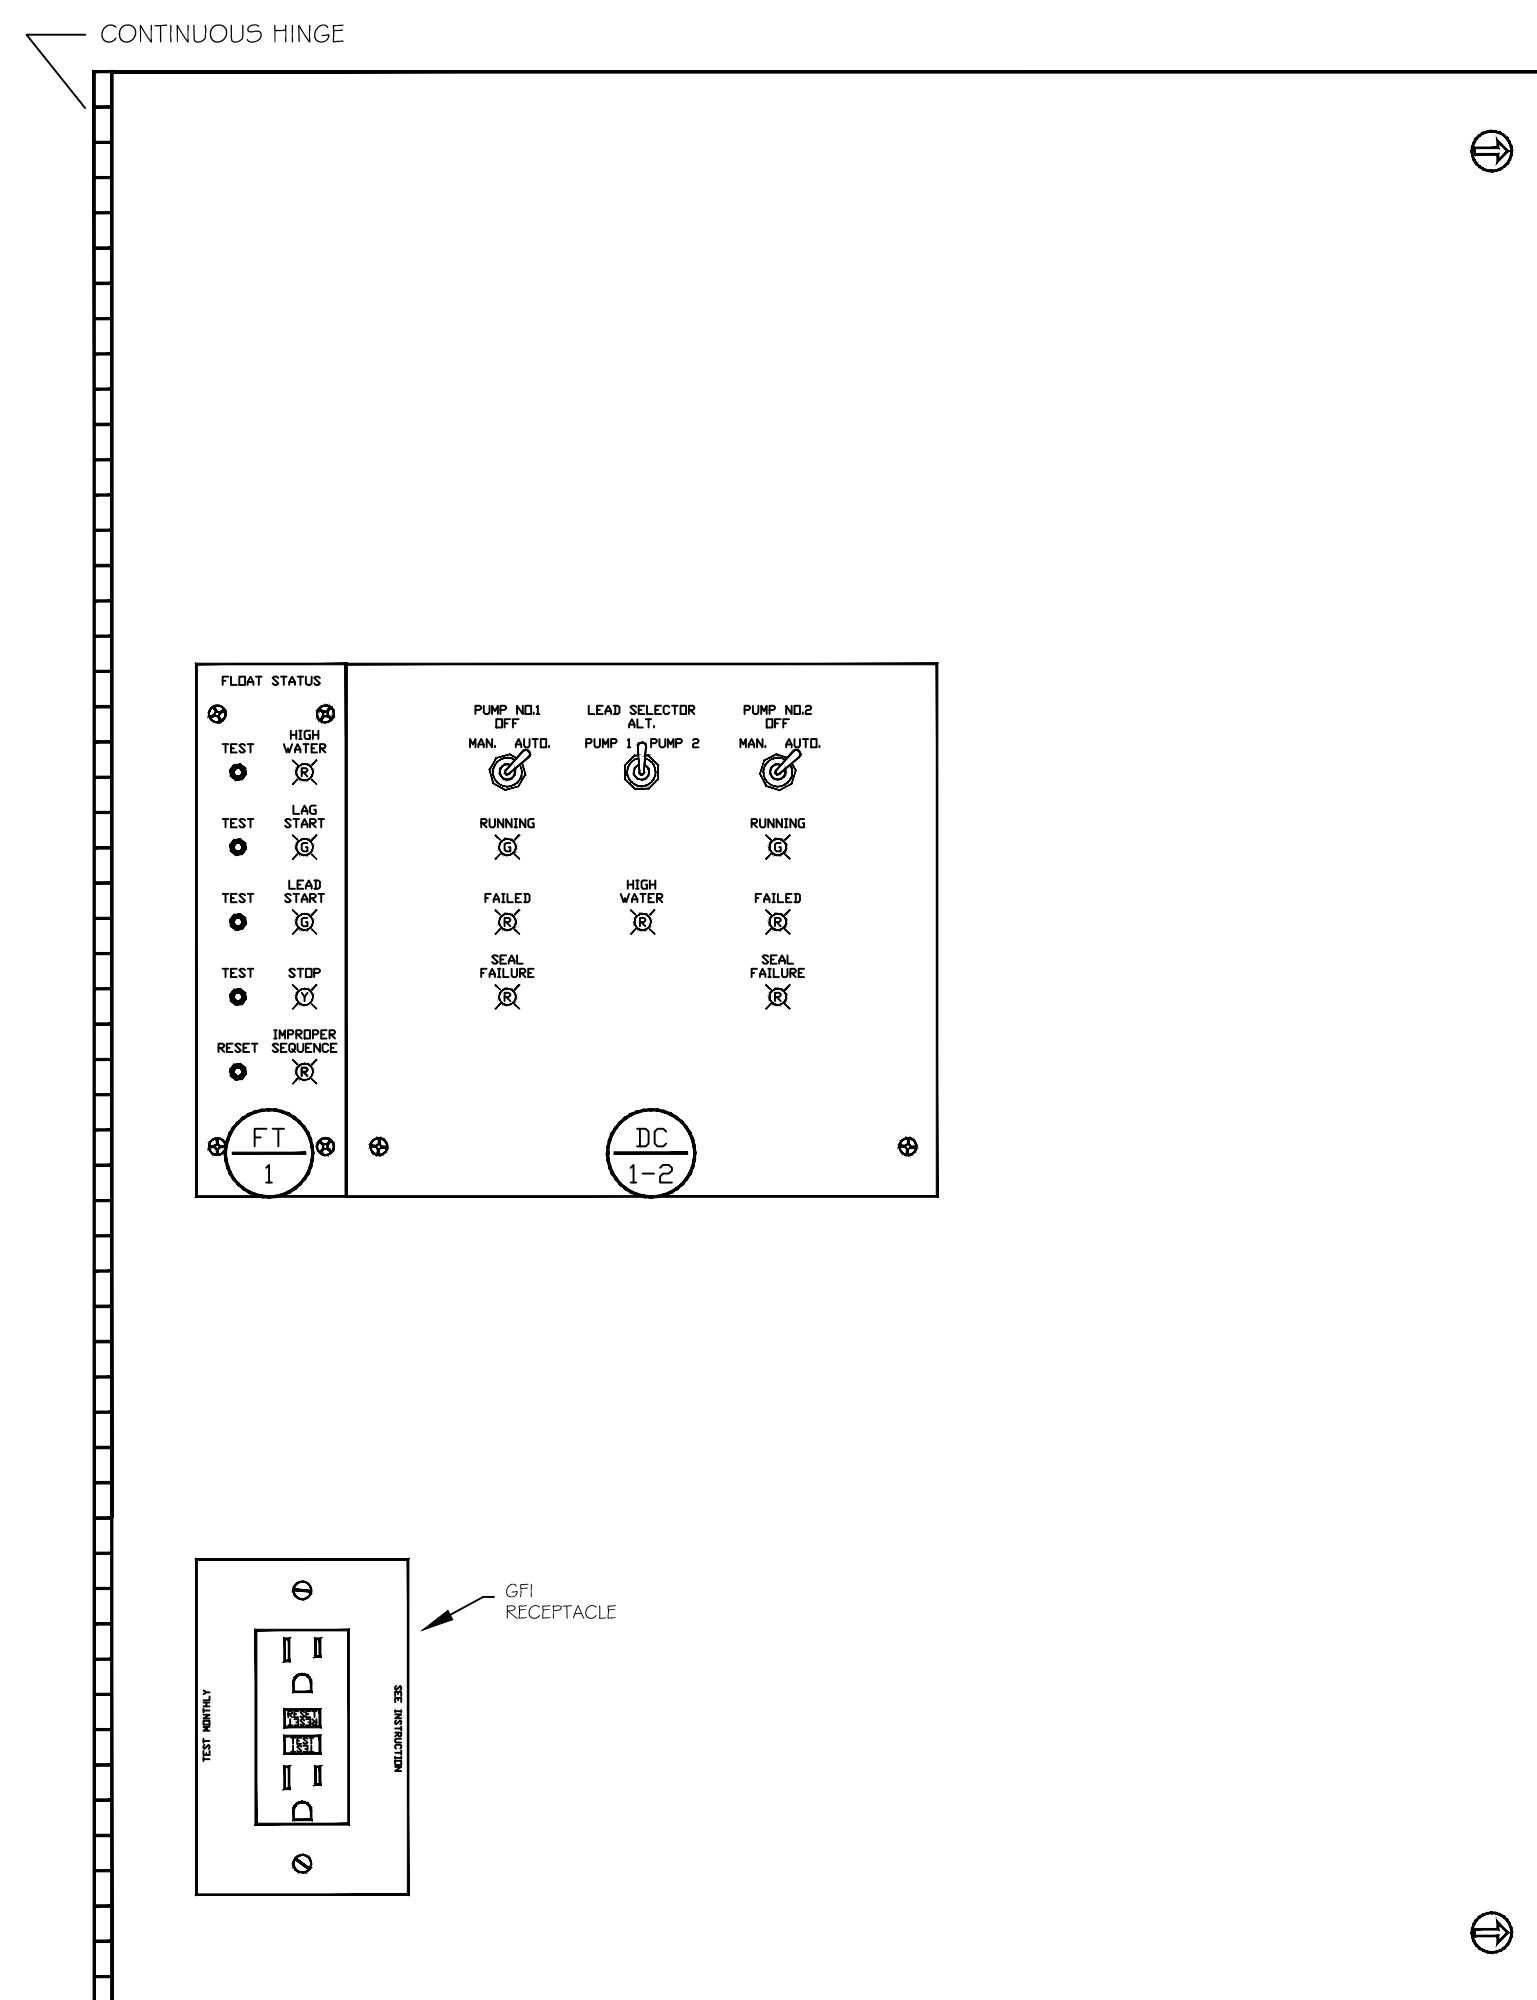 CONTINUOUS HINGE
FLOAT STATUS
HIGH
TEST WATER
R
LAG
TEST START
G
LEAD
TEST START
G
TEST STOP
Y
IMPROPER
RESET SEQUENCE
R
FT
1
PUMP NO.1
OFF
MAN. AUTO.
RUNNING
G
FAILED
R
SEAL
FAILURE
R
LEAD SELECTOR
ALT.
PUMP 1 PUMP 2
HIGH
WATER
R
PUMP NO.2
OFF
MAN. AUTO.
RUNNING
G
FAILED
R
SEAL
FAILURE
R
DC
1-2
GFI
RECEPTACLE
TEST MONTHLY
RESET
RESET
TEST
TEST
SEE INSTRUCTION